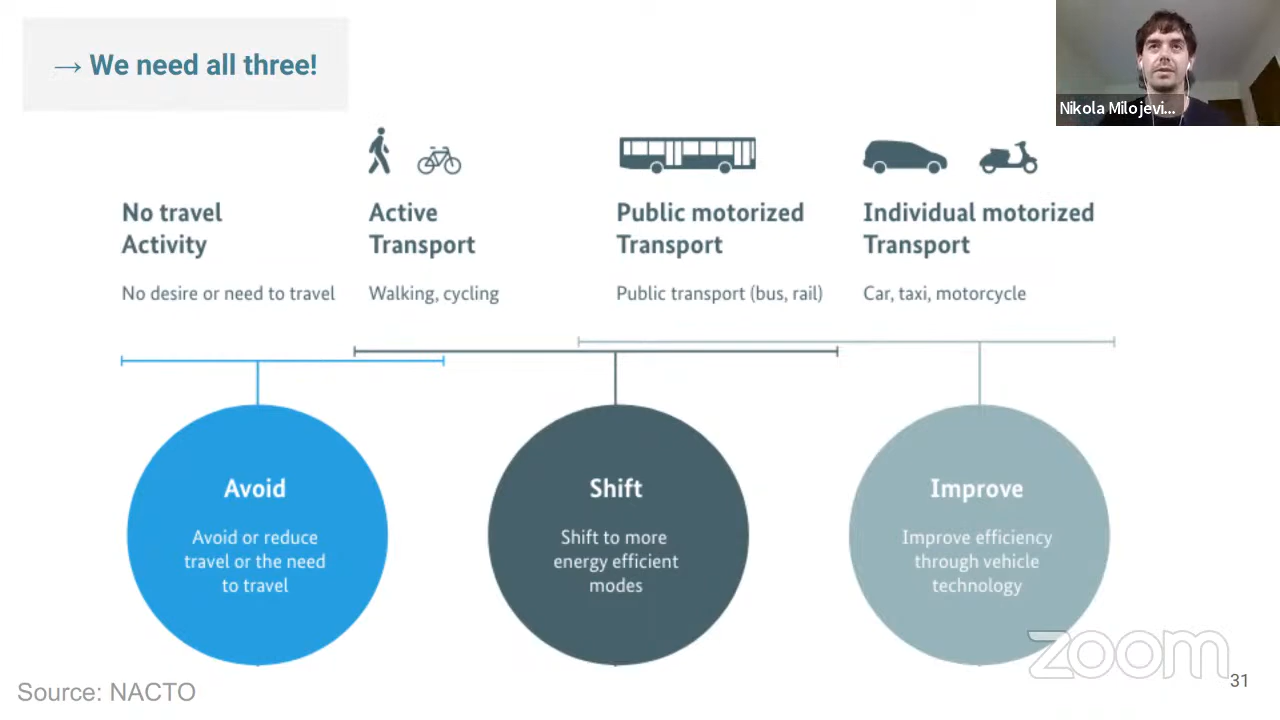 → We need all three!
Nikola Milojevi...
No travel
Activity
No desire or need to travel
Active
Transport
Walking, cycling
Public motorized
Transport
Public transport (bus, rail)
Individual motorized
Transport
Car, taxi, motorcycle
Avoid
Avoid or reduce
travel or the need
to travel
Shift
Shift to more
energy efficient
modes
Improve
Improve efficiency
through vehicle
technology
zoom
Source: NACTO
31